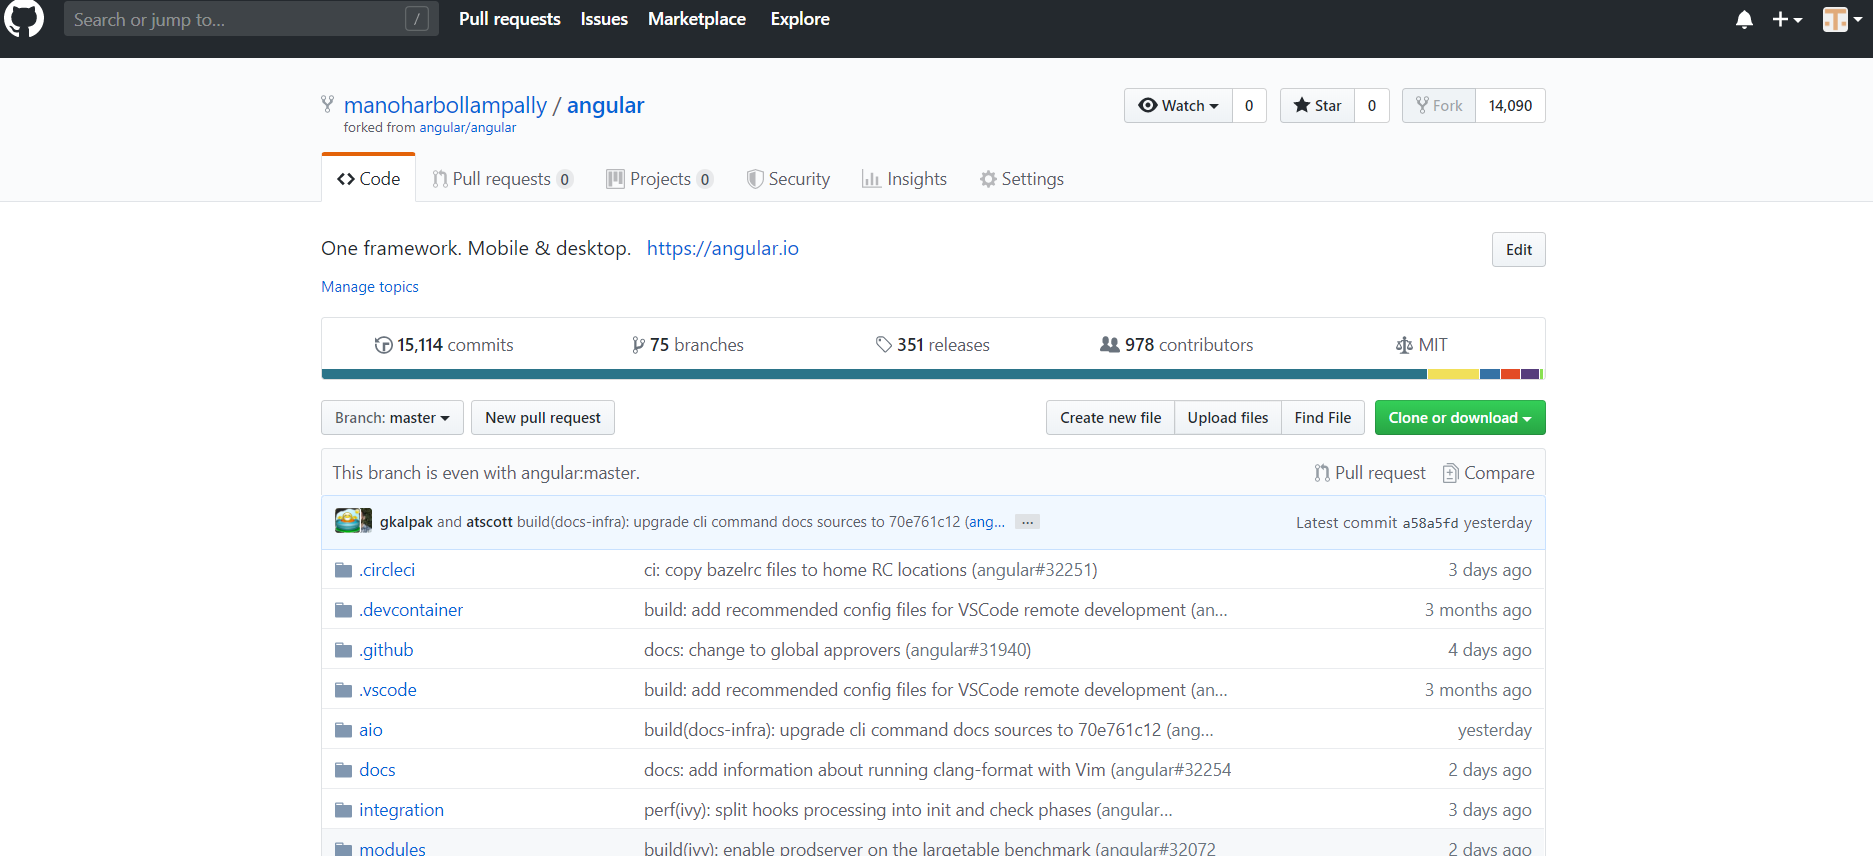 Search or jump to... / Pull requests Issues Marketplace Explore
manoharbollampally / angular Watch 0 Star 0 Fork 14,090
forked from angular/angular
Code Pull requests 0 Projects 0 Security Insights Settings
One framework. Mobile & desktop. https://angular.io Edit
Manage topics
15,114 commits 75 branches 351 releases 978 contributors MIT
Branch: master New pull request Create new file Upload files Find File Clone or download
This branch is even with angular:master. Pull request Compare
gkalpak and atscott build(docs-infra): upgrade cli command docs sources to 70e761c12 (ang... ... Latest commit a58a5fd yesterday
.circleci ci: copy bazelrc files to home RC locations (angular#32251) 3 days ago
.devcontainer build: add recommended config files for VSCode remote development (an... 3 months ago
.github docs: change to global approvers (angular#31940) 4 days ago
.vscode build: add recommended config files for VSCode remote development (an... 3 months ago
aio build(docs-infra): upgrade cli command docs sources to 70e761c12 (ang... yesterday
docs docs: add information about running clang-format with Vim (angular#32254 2 days ago
integration perf(ivy): split hooks processing into init and check phases (angular... 3 days ago
modules build(ivy): enable prodserver on the largetable benchmark (angular#32072 2 days ago